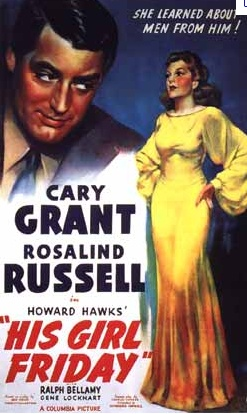 SHE LEARNED ABOUT
MEN FROM HIM!
CARY
GRANT
ROSALIND
RUSSELL
in
HOWARD HAWKS'
"HIS GIRL
FRIDAY"
RALPH BELLAMY
GENE LOCKHART
A COLUMBIA PICTURE